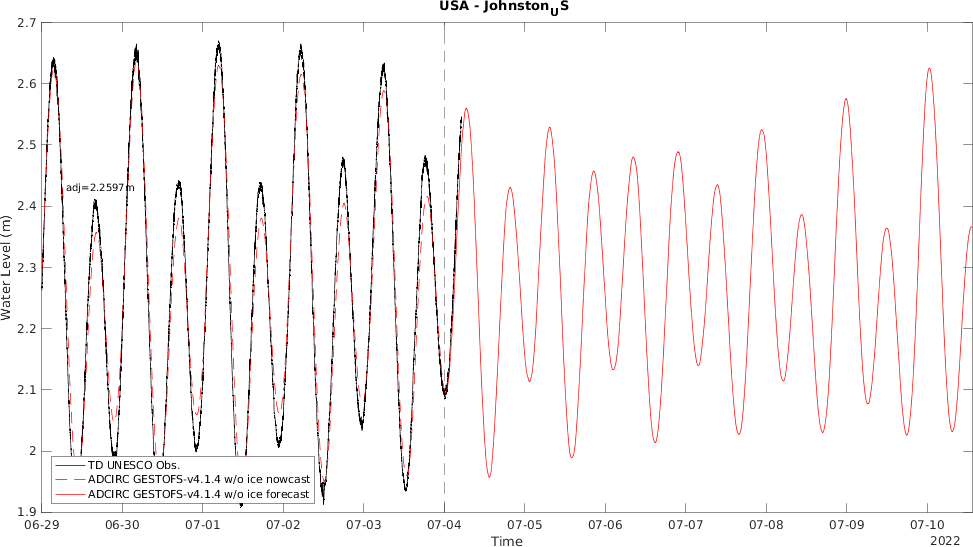 USA - Johnston_US
2.7
2.6
2.5
2.4
2.3
2.2
2.1
2
1.9
Water Level (m)
adj=2.2597m
TD UNESCO Obs.
ADCIRC GESTOFS-v4.1.4 w/o ice nowcast
ADCIRC GESTOFS-v4.1.4 w/o ice forecast
06-29 06-30 07-01 07-02 07-03 07-04 07-05 07-06 07-07 07-08 07-09 07-10
Time
2022